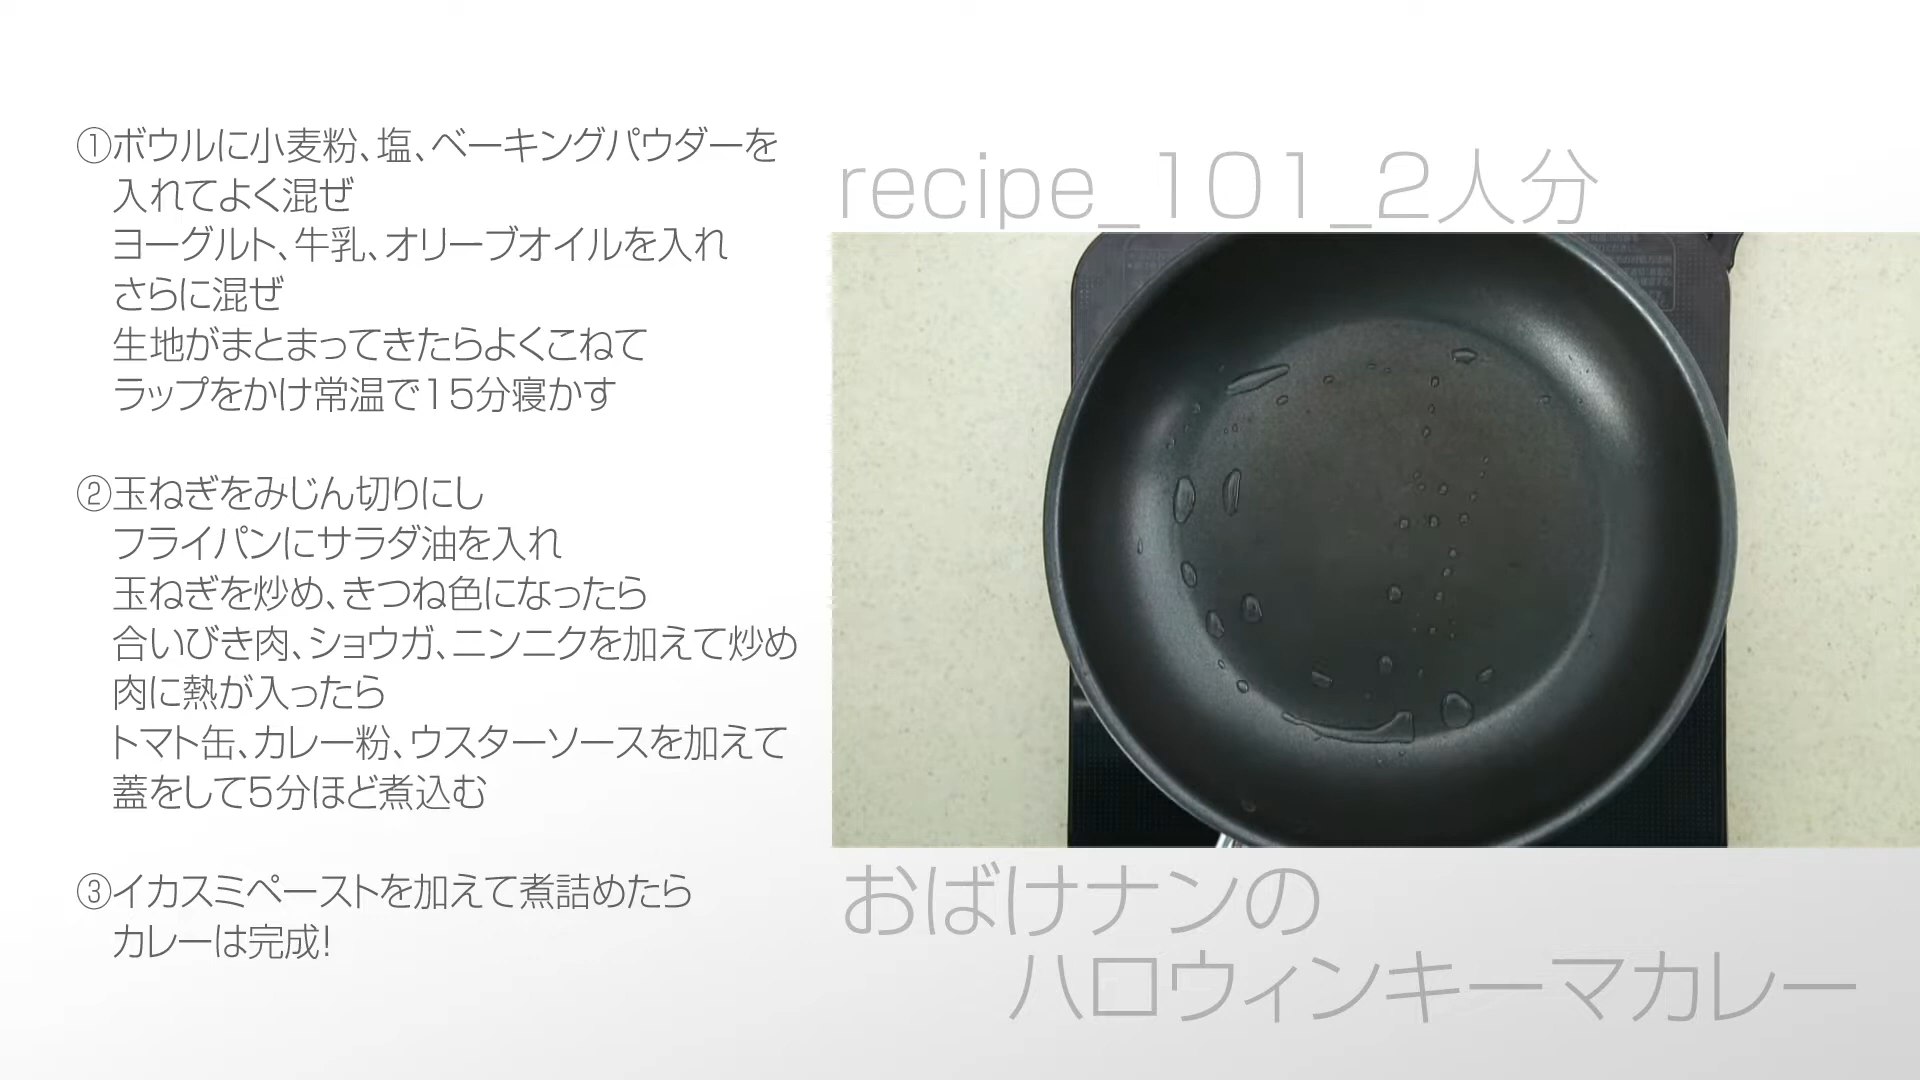 ①ボウルに小麦粉、塩、ベーキングパウダーを
入れてよく混ぜ
ヨーグルト、牛乳、オリーブオイルを入れ
さらに混ぜ
生地がまとまってきたらよくこねて
ラップをかけ常温で15分寝かす
②玉ねぎをみじん切りにし
フライパンにサラダ油を入れ
玉ねぎを炒め、きつね色になったら
合いびき肉、ショウガ、ニンニクを加えて炒め
肉に熱が入ったら
トマト缶、カレー粉、ウスターソースを加えて
蓋をして5分ほど煮込む
③イカスミペーストを加えて煮詰めたら
カレーは完成!
recipe_101_2人分
おばけナンの
ハロウィンキーマカレー